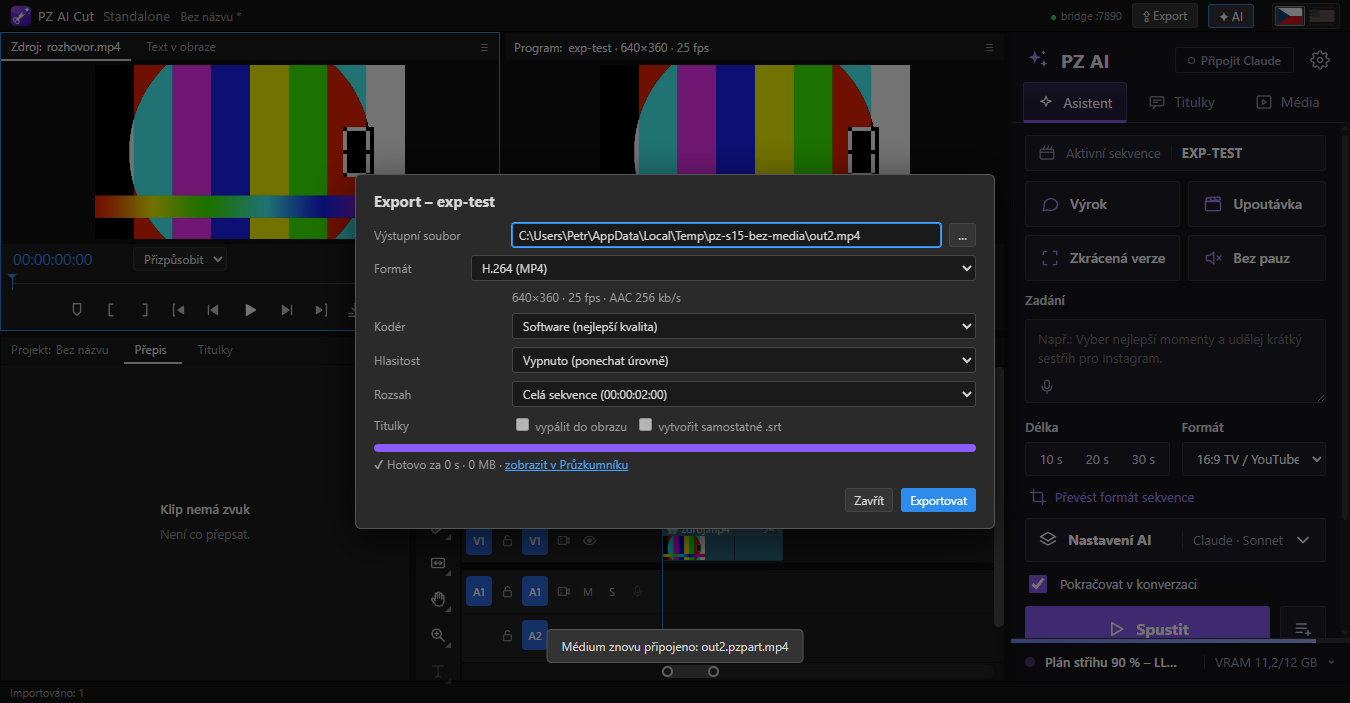 PZ AI Cut Standalone Bez názvu *
bridge :7890 Export AI
Zdroj: rozhovor.mp4 Text v obraze
Program: exp-test · 640×360 · 25 fps
PZ AI Připojit Claude
Asistent Titulky Média
Aktivní sekvence EXP-TEST
Výrok Upoutávka
Zkrácená verze Bez pauz
Zadání
Např.: Vyber nejlepší momenty a udělej krátký
sestřih pro Instagram.
Délka Formát
10 s 20 s 30 s 16:9 TV / YouTube
Převést formát sekvence
Nastavení AI Claude · Sonnet
Pokračovat v konverzaci
Spustit
Plán střihu 90 % – LL... VRAM 11,2/12 GB
00:00:00:00 Přizpůsobit
Projekt: Bez názvu Přepis Titulky
Klip nemá zvuk
Není co přepsat.
Export – exp-test
Výstupní soubor C:\Users\Petr\AppData\Local\Temp\pz-s15-bez-media\out2.mp4 ...
Formát H.264 (MP4)
640×360 · 25 fps · AAC 256 kb/s
Kodér Software (nejlepší kvalita)
Hlasitost Vypnuto (ponechat úrovně)
Rozsah Celá sekvence (00:00:02:00)
Titulky vypálit do obrazu vytvořit samostatné .srt
✓ Hotovo za 0 s · 0 MB · zobrazit v Průzkumníku
Zavřít Exportovat
zdroj.mp4
V1 V1
A1 A1 M S
A2
Médium znovu připojeno: out2.pzpart.mp4
Importováno: 1